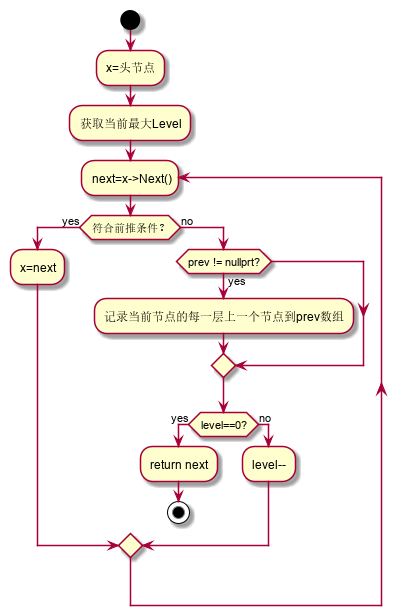 x=头节点
获取当前最大Level
next=x->Next()
yes
符合前推条件?
no
x=next
prev != nullprt?
yes
记录当前节点的每一层上一个节点到prev数组
yes
level==0?
no
return next
level--